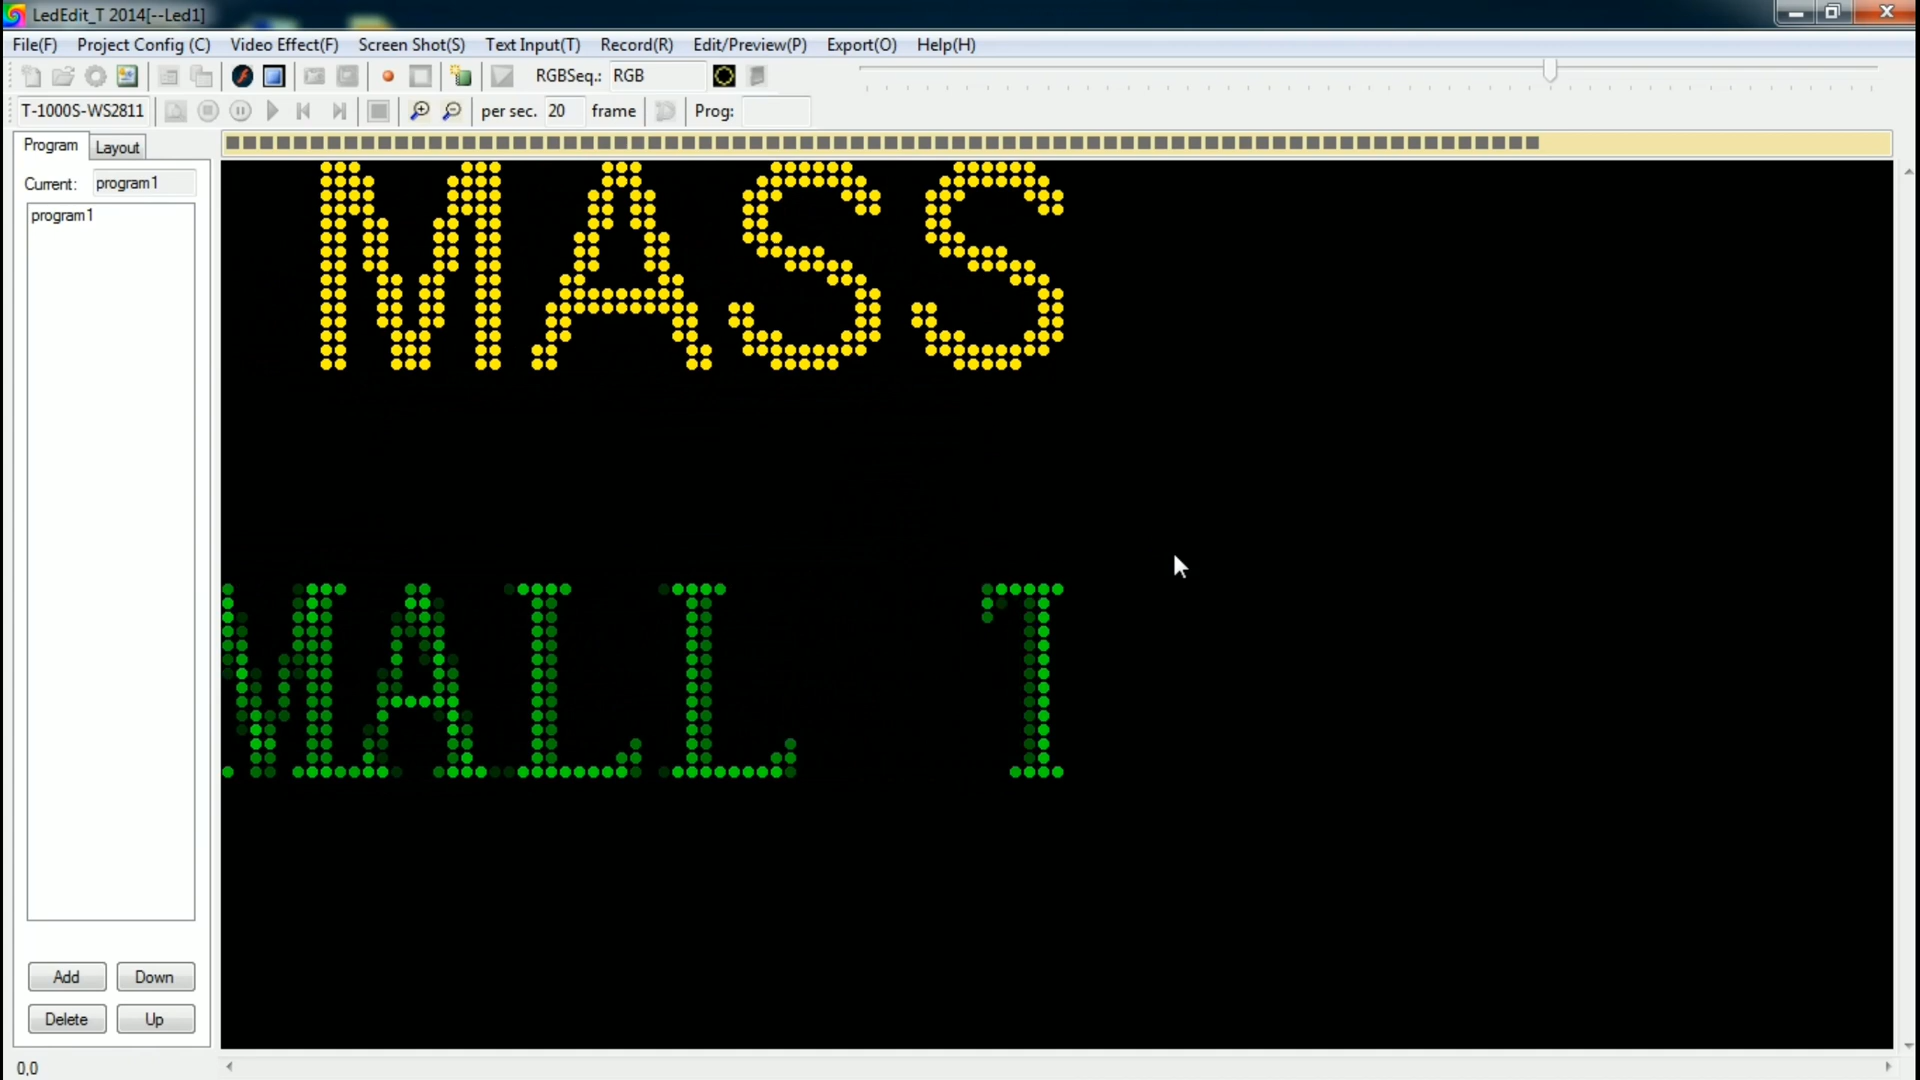 LedEdit_T 2014[--Led1]
File(F) Project Config (C) Video Effect(F) Screen Shot(S) Text Input(T) Record(R) Edit/Preview(P) Export(O) Help(H)
RGBSeq.: RGB
T-1000S-WS2811 per sec. 20 frame Prog:
Program Layout
Current: program1
program1
MASS
MALL T
Add Down
Delete Up
0,0